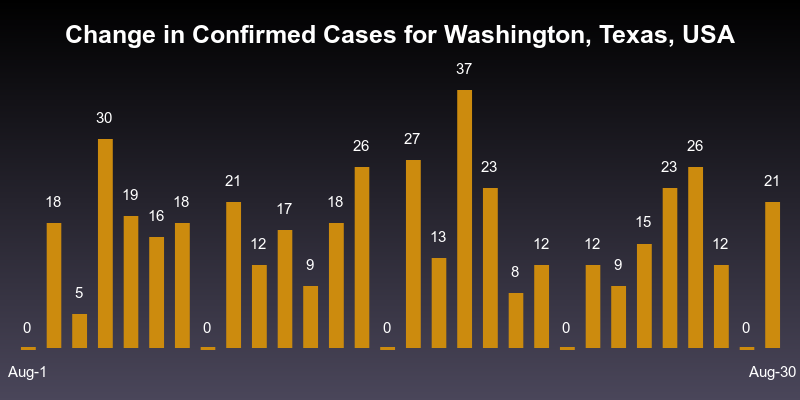 Change in Confirmed Cases for Washington, Texas, USA
0 18 5 30 19 16 18 0 21 12 17 9 18 26 0 27 13 37 23 8 12 0 12 9 15 23 26 12 0 21
Aug-1 Aug-30